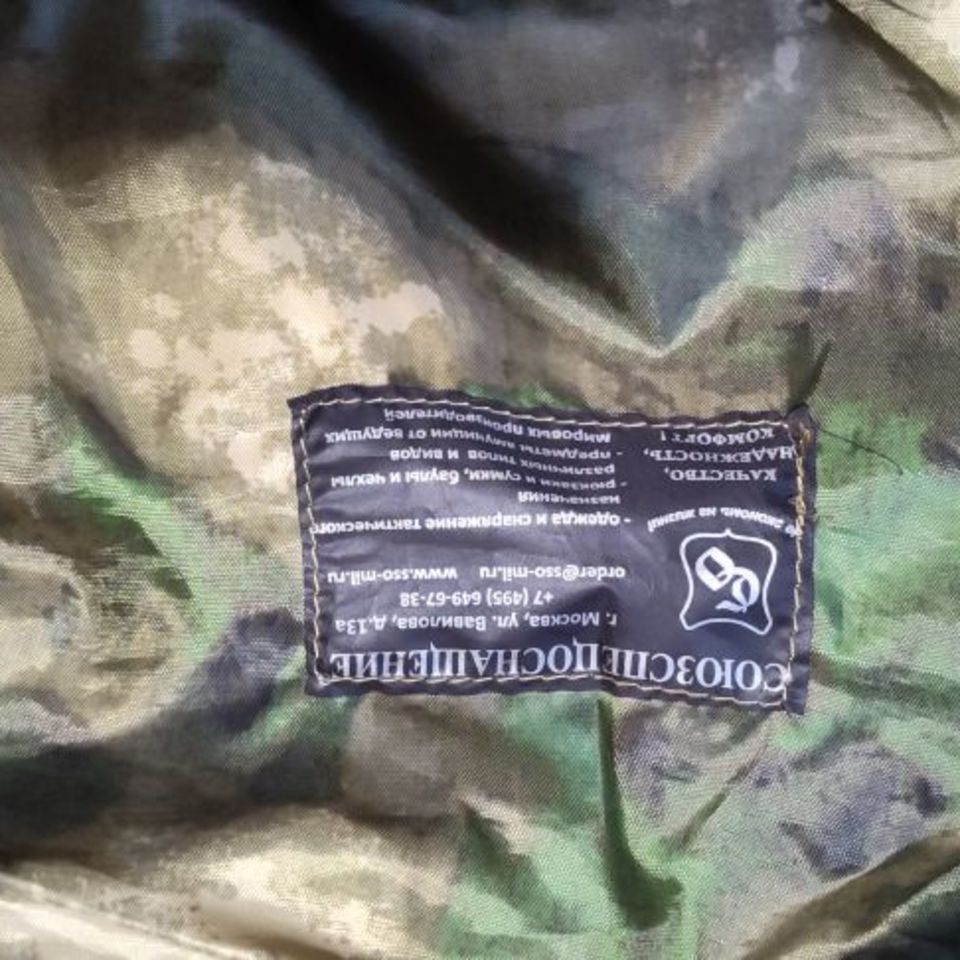 СОЮЗСПЕЦОСНАЩЕНИЕ
г. Москва, ул. Вавилова, д.13а
+7 (495) 649-67-38
order@sso-mil.ru www.sso-mil.ru
не экономь на жизни!
КАЧЕСТВО,
НАДЕЖНОСТЬ,
КОМФОРТ!
- одежда и снаряжение тактического
назначения
- рюкзаки и сумки, баулы и чехлы
различных типов и видов
- предметы амуниции от ведущих
мировых производителей